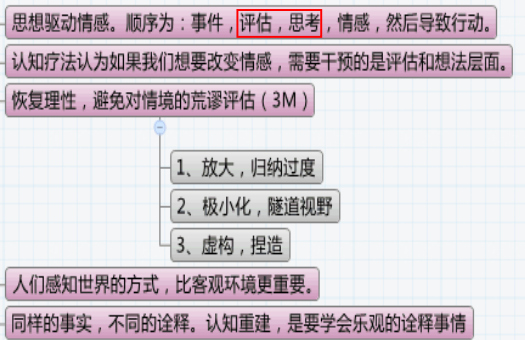 思想驱动情感。顺序为：事件，评估，思考，情感，然后导致行动。
认知疗法认为如果我们想要改变情感，需要干预的是评估和想法层面。
恢复理性，避免对情境的荒谬评估（3M）
1、放大，归纳过度
2、极小化，隧道视野
3、虚构，捏造
人们感知世界的方式，比客观环境更重要。
同样的事实，不同的诠释。认知重建，是要学会乐观的诠释事情